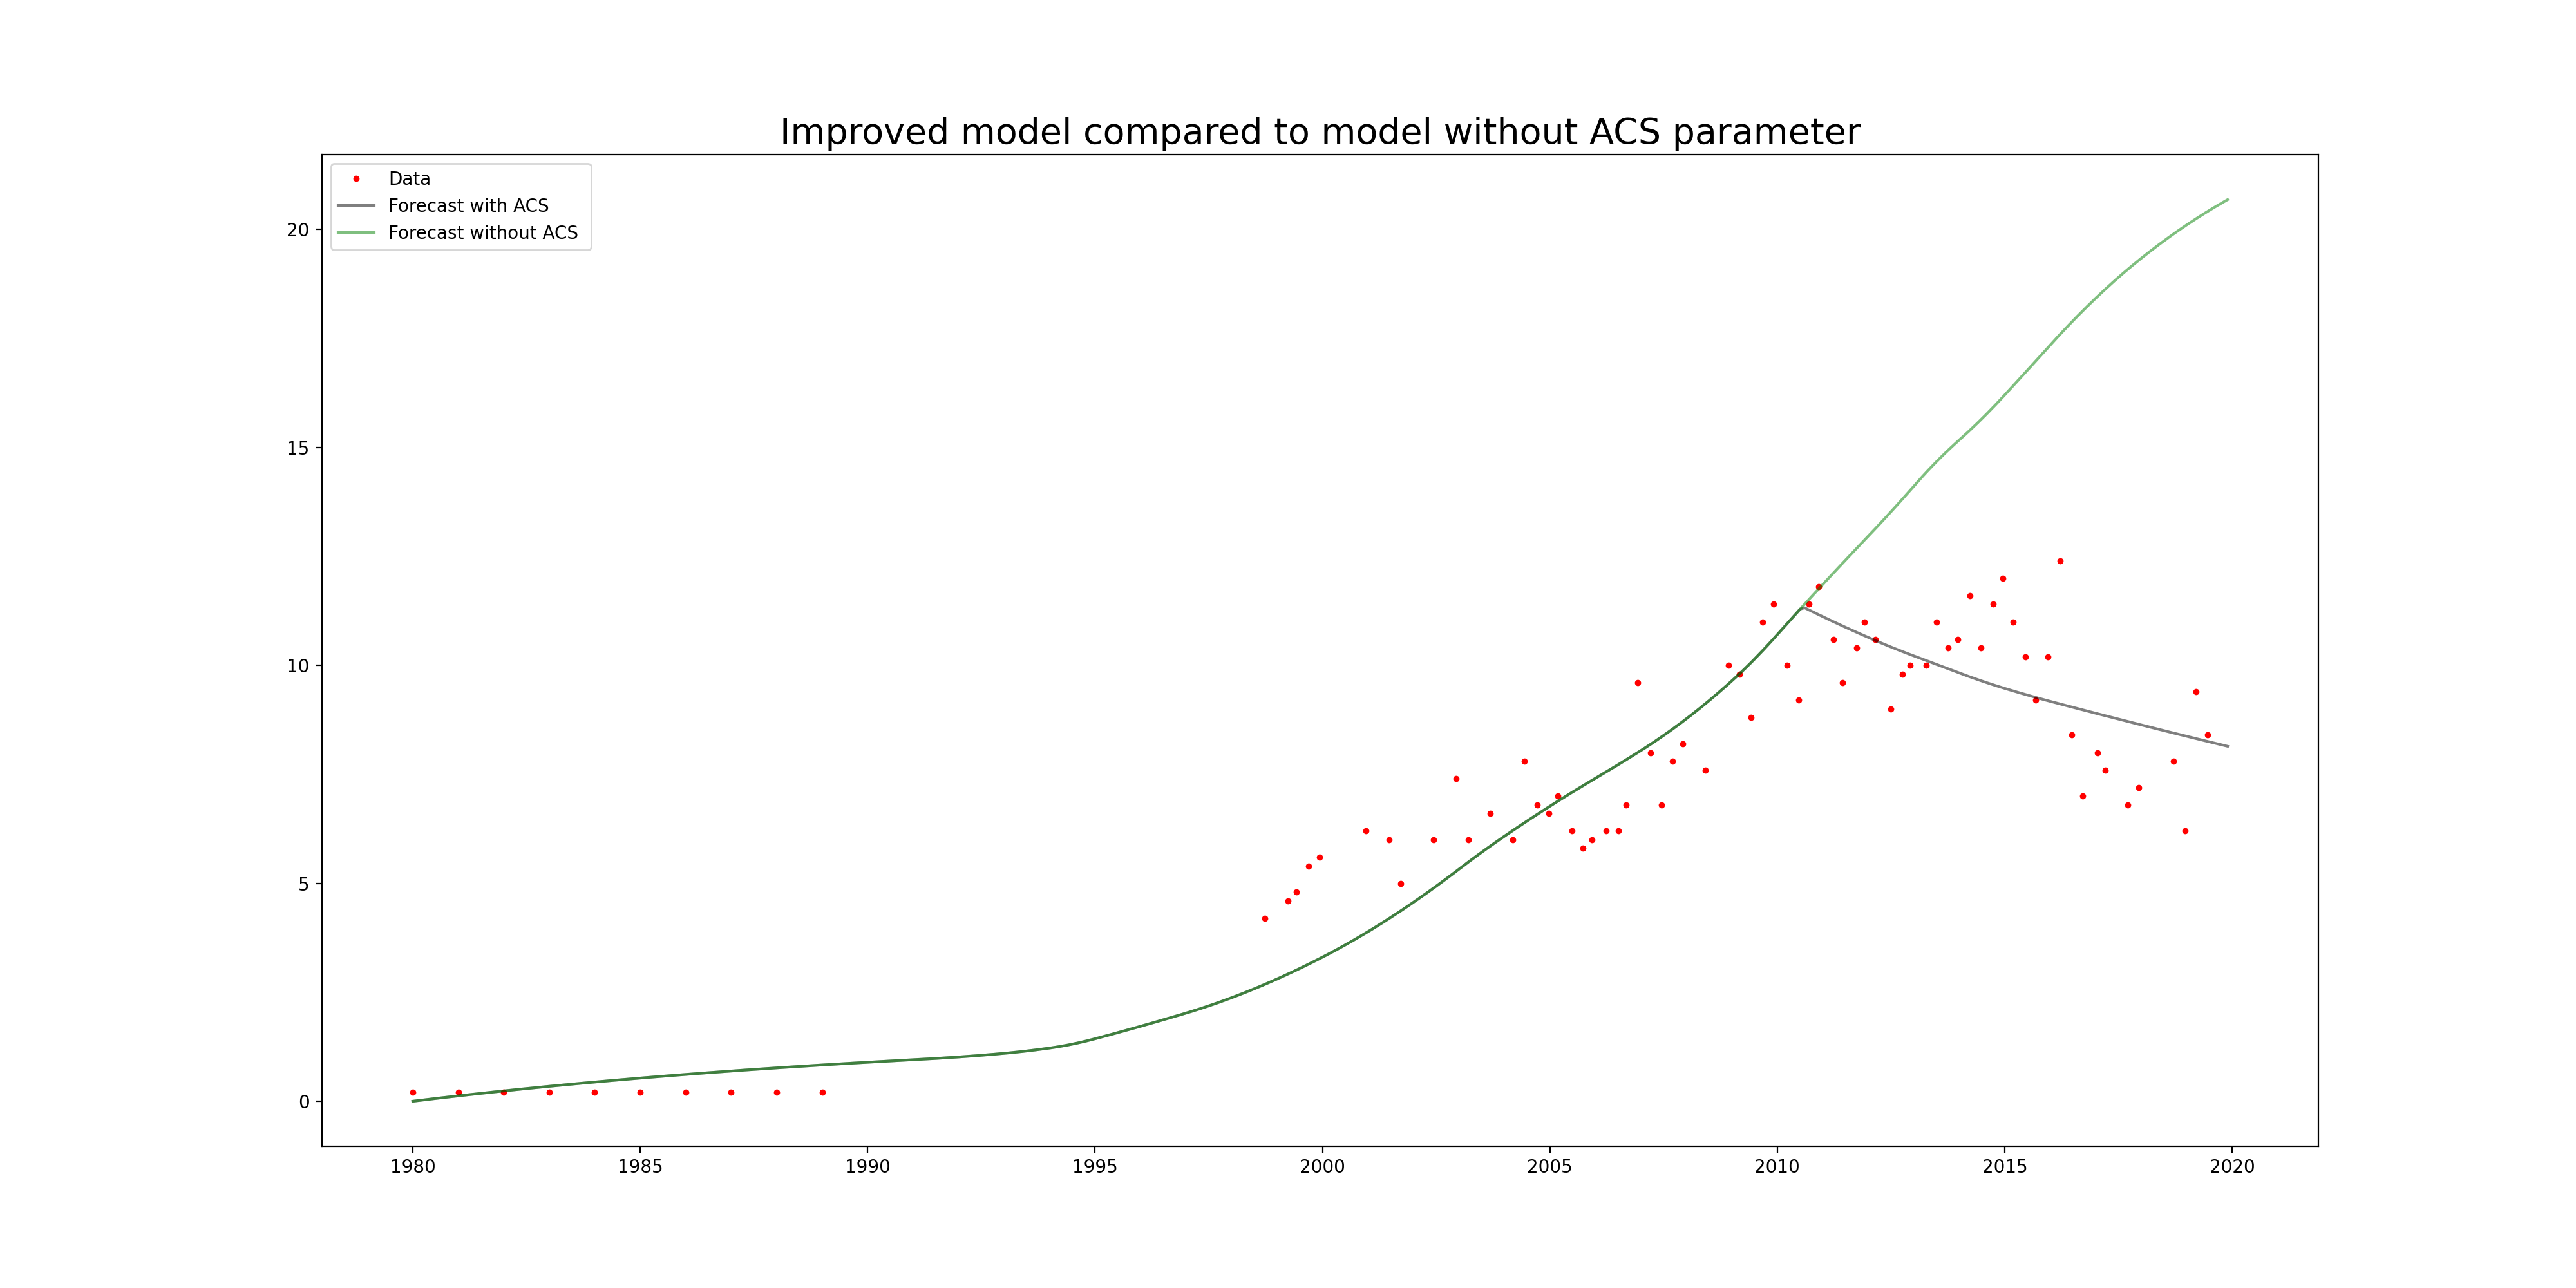 Improved model compared to model without ACS parameter
Data
Forecast with ACS
Forecast without ACS
20
15
10
5
0
1980 1985 1990 1995 2000 2005 2010 2015 2020